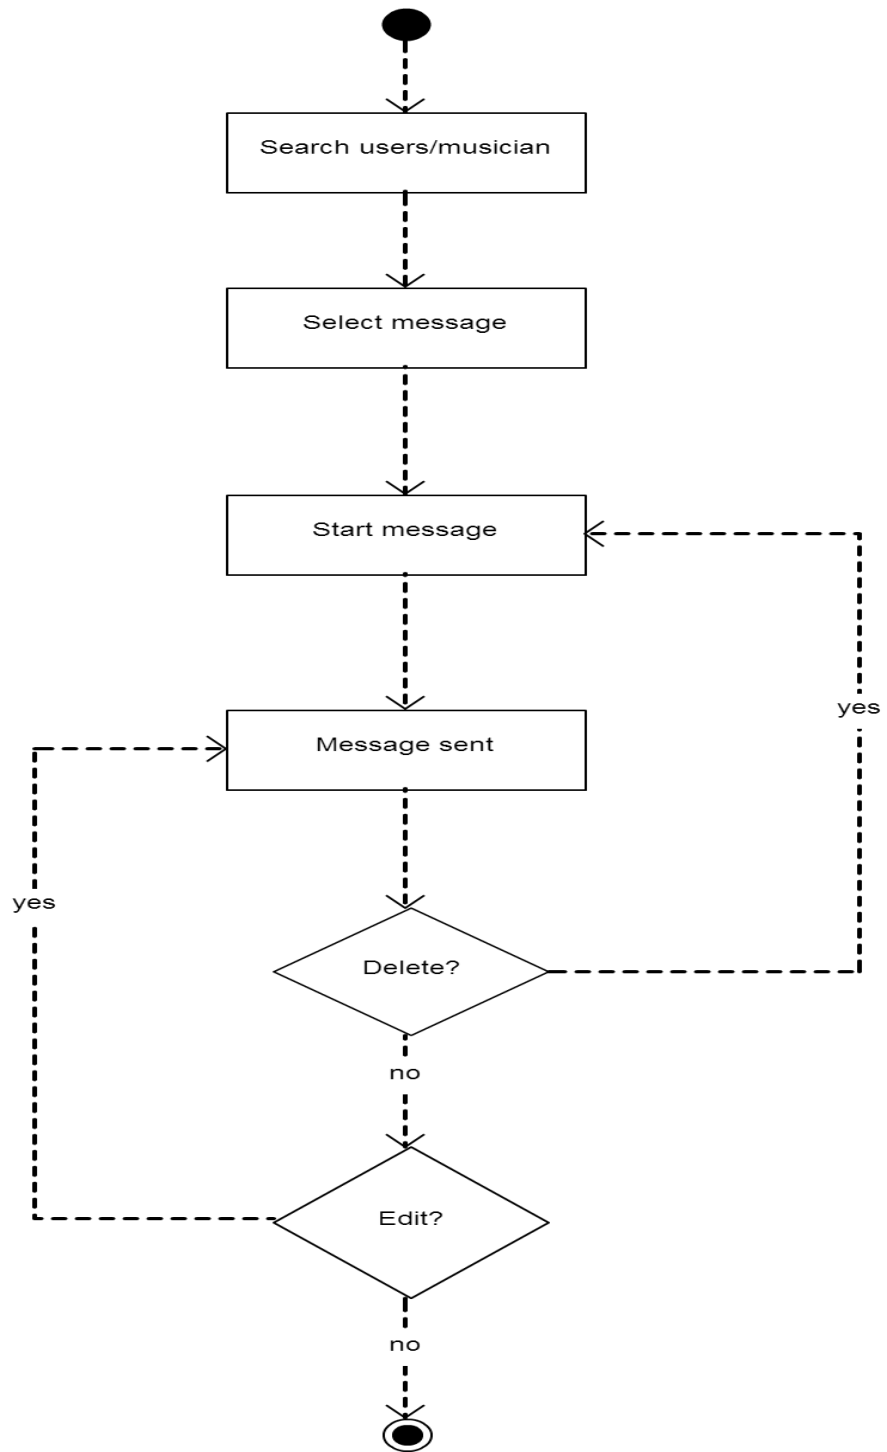 Search users/musician
Select message
Start message
yes
Message sent
yes
Delete?
no
Edit?
no